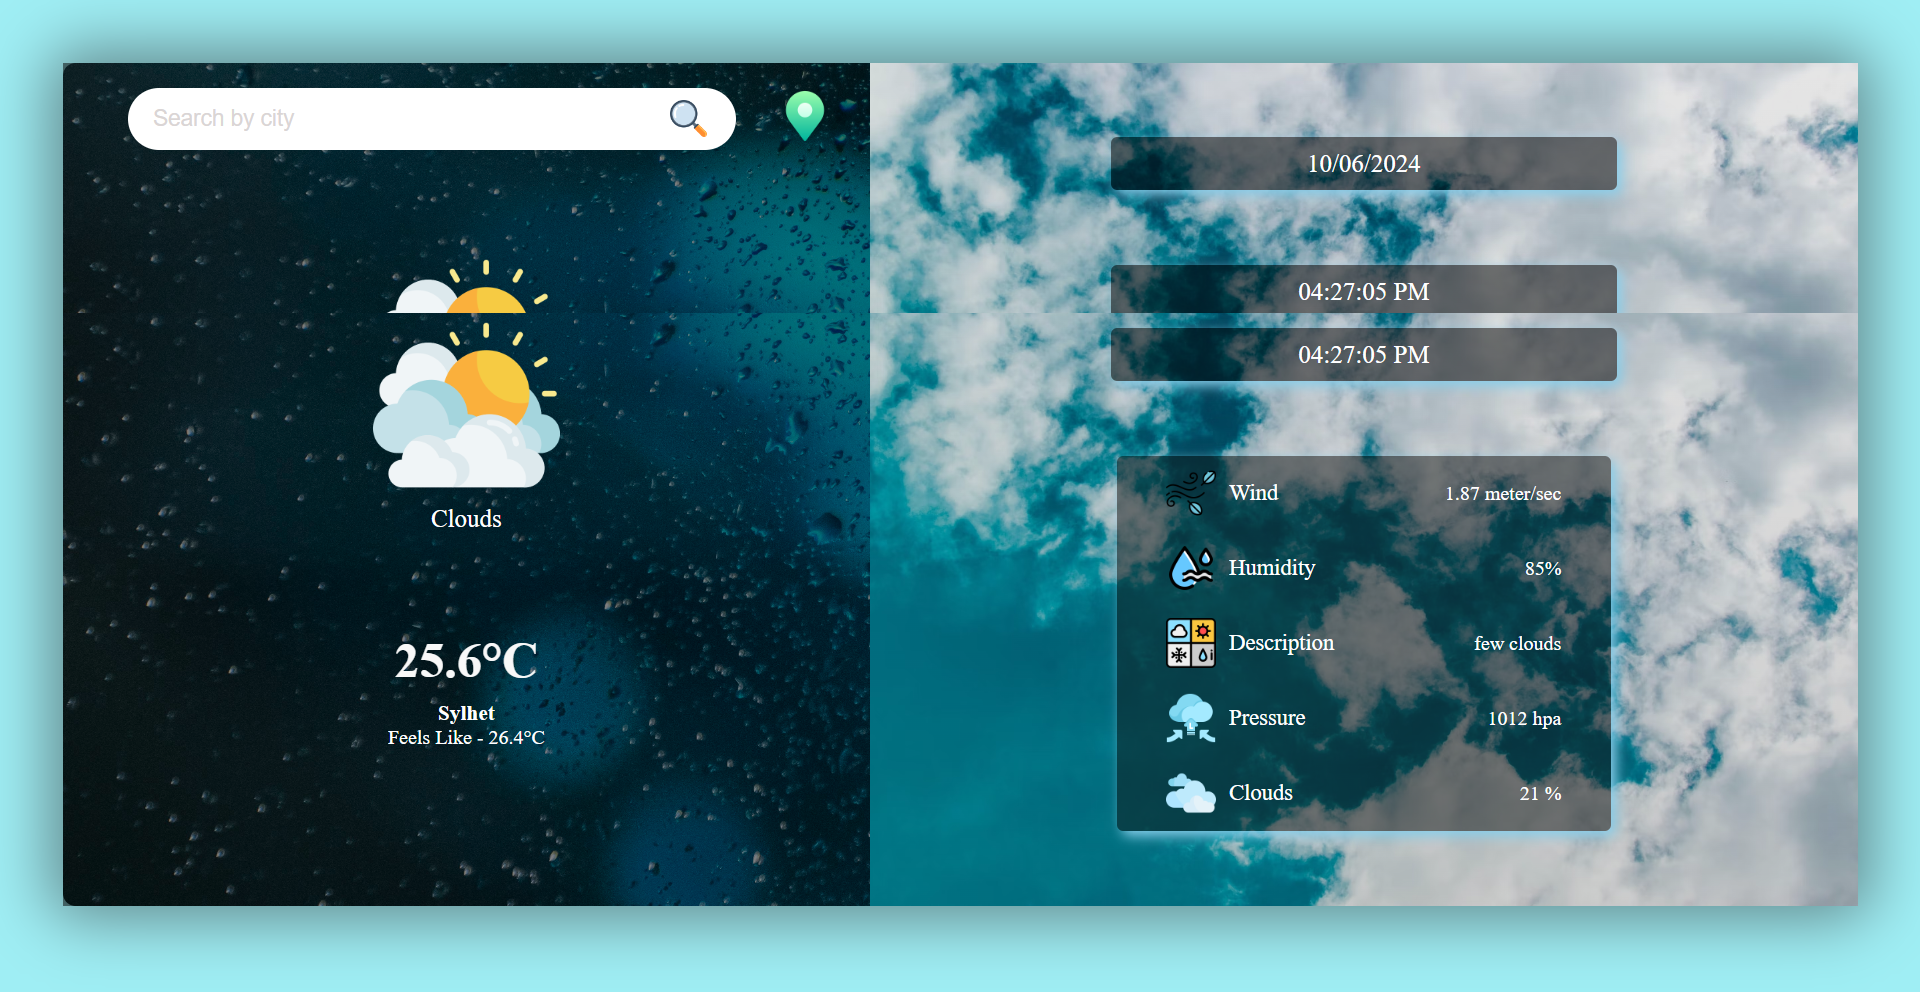 Search by city
Clouds
25.6°C
Sylhet
Feels Like - 26.4°C
10/06/2024
04:27:05 PM
04:27:05 PM
Wind 1.87 meter/sec
Humidity 85%
Description few clouds
Pressure 1012 hpa
Clouds 21 %